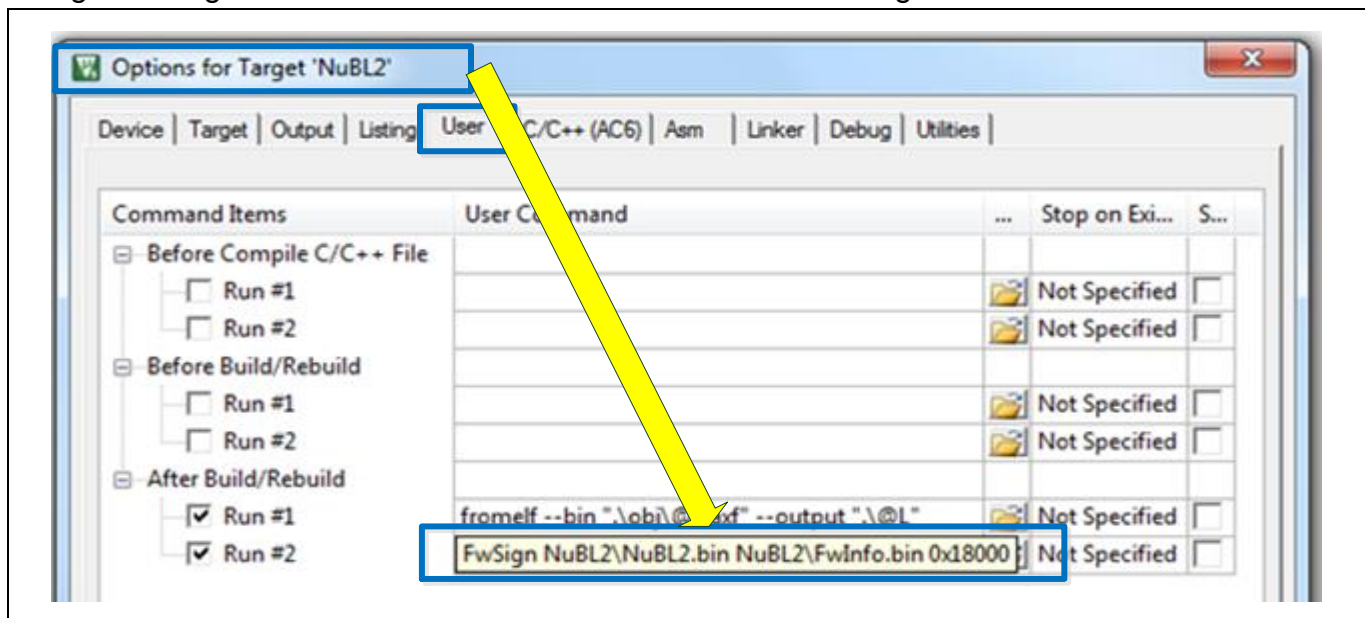 Options for Target 'NuBL2'
Device | Target | Output | Listing User C/C++ (AC6) | Asm | Linker | Debug | Utilities |
Command Items User Command ... Stop on Exi... S...
Before Compile C/C++ File
Run #1 Not Specified
Run #2 Not Specified
Before Build/Rebuild
Run #1 Not Specified
Run #2 Not Specified
After Build/Rebuild
Run #1 fromelf --bin ".\obj\@ axf" --output ".\@L" Not Specified
Run #2 FwSign NuBL2\NuBL2.bin NuBL2\FwInfo.bin 0x18000 Not Specified